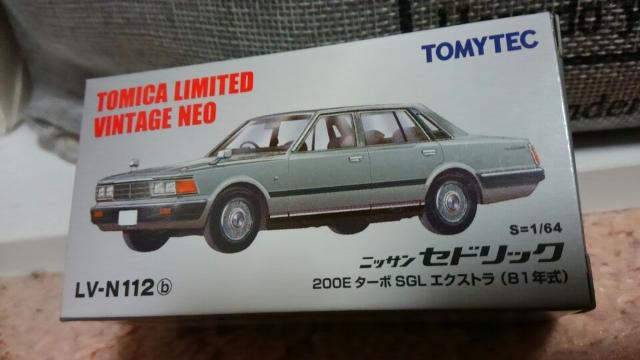 TOMYTEC
TOMICA LIMITED
VINTAGE NEO
S=1/64
ニッサン セドリック
200E ターボ SGL エクストラ (81年式)
LV-N112 ⓑ